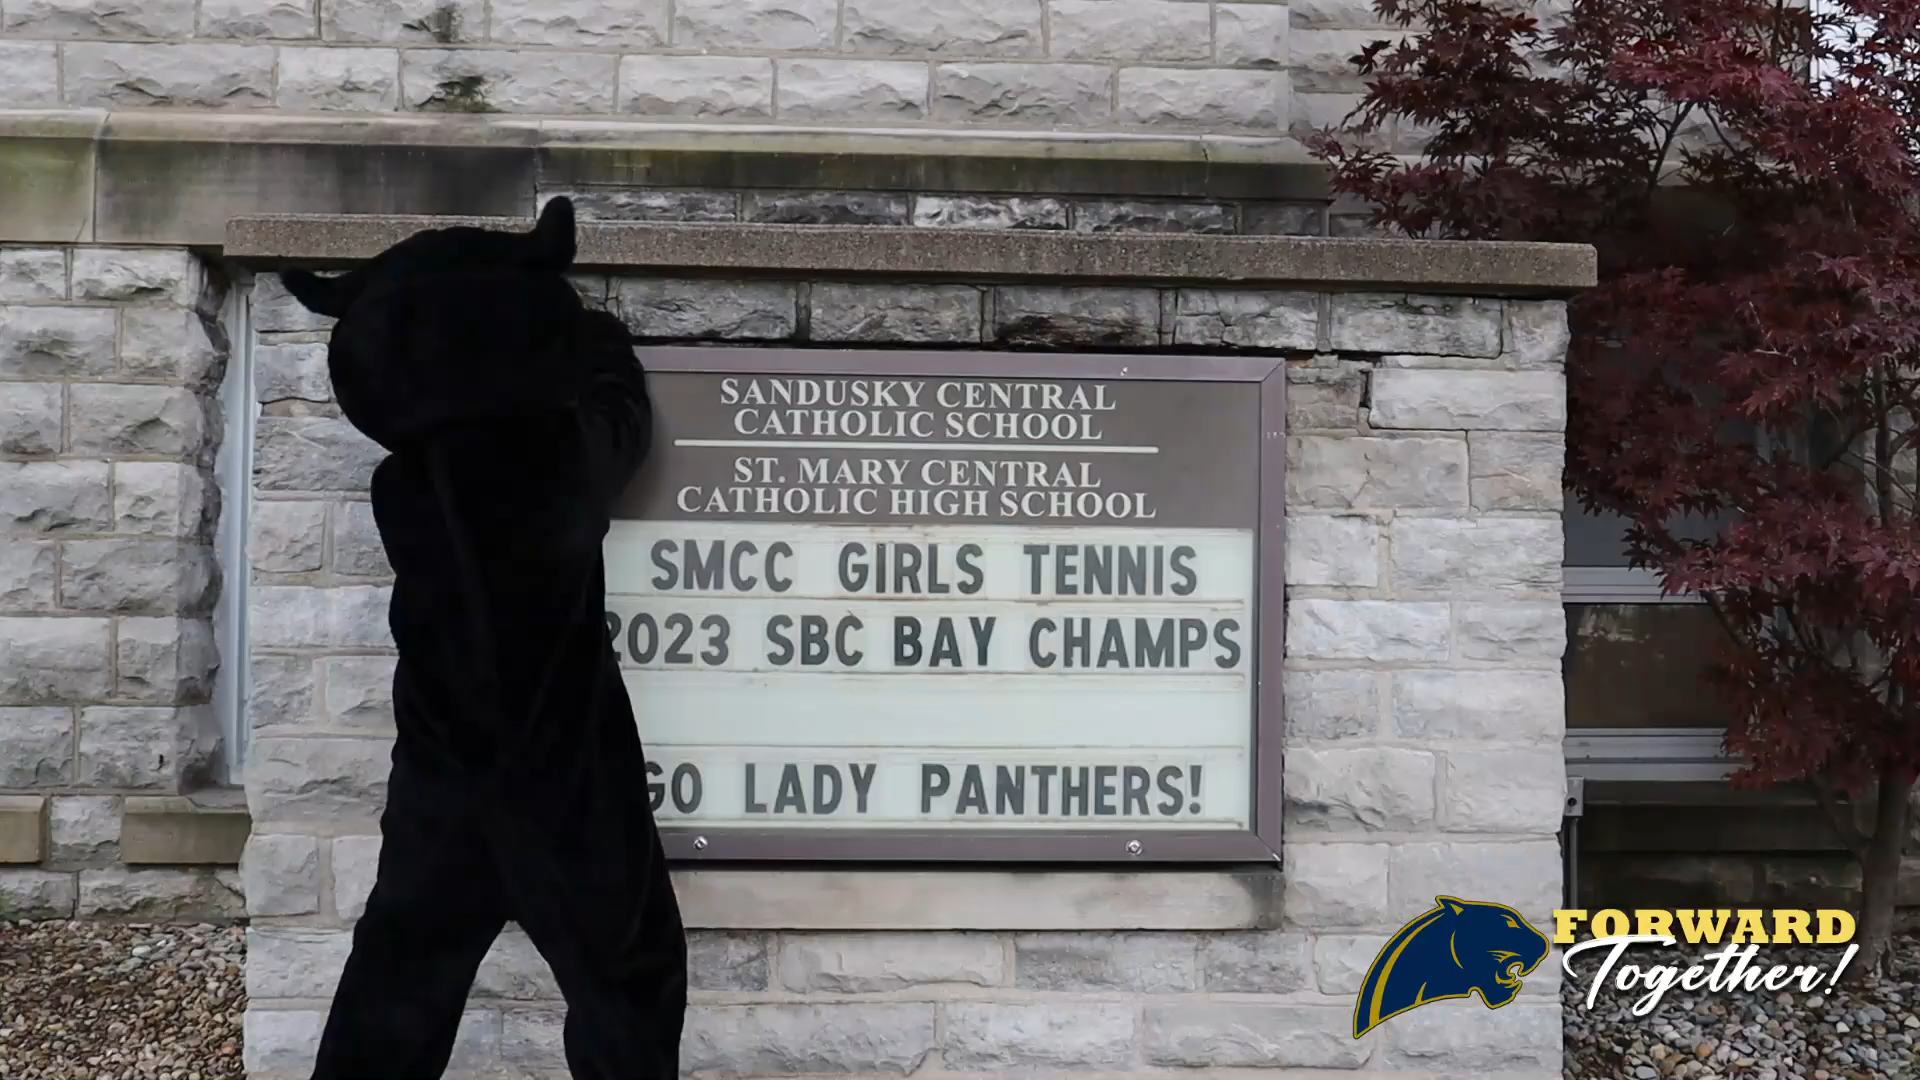 SANDUSKY CENTRAL
CATHOLIC SCHOOL
ST. MARY CENTRAL
CATHOLIC HIGH SCHOOL
SMCC GIRLS TENNIS
2023 SBC BAY CHAMPS
GO LADY PANTHERS!
FORWARD
Together!